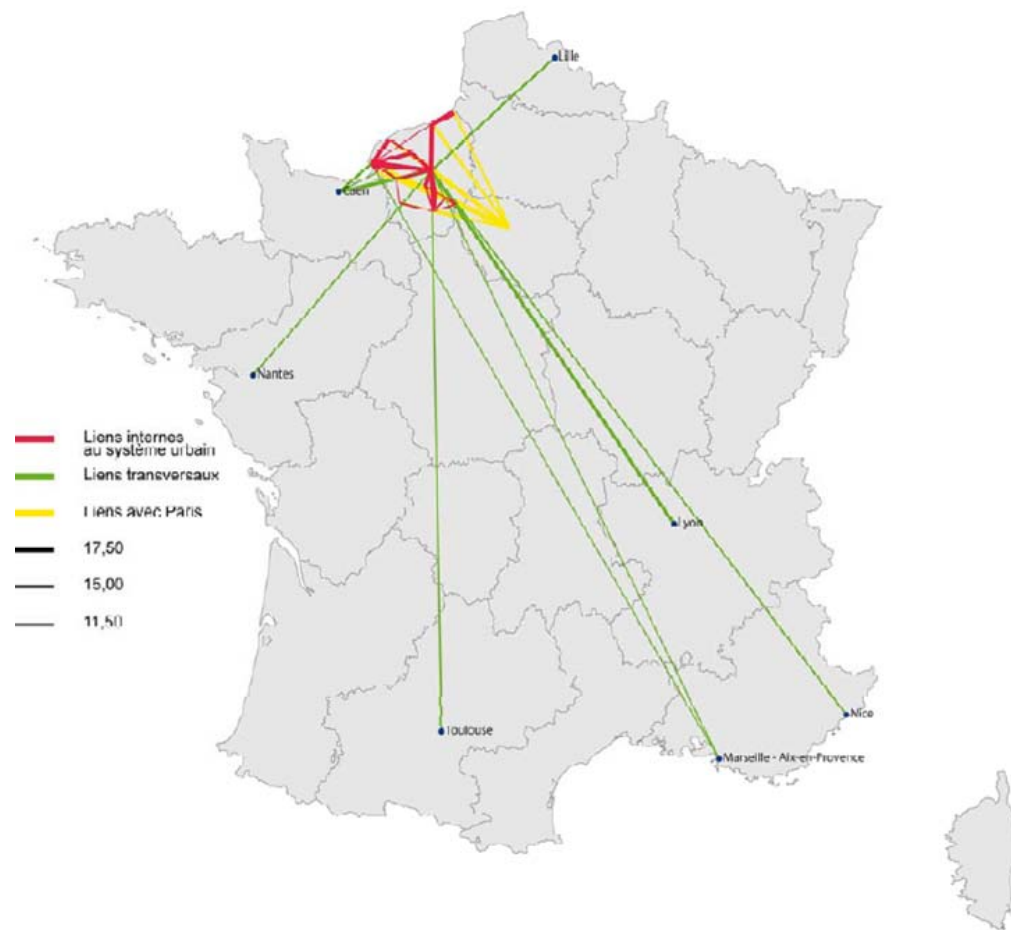 Lille
Caen
Nantes
Liens internes
au système urbain
Liens transversaux
Liens avec Paris
17,50
15,00
11,50
Lyon
Nice
Toulouse
Marseille - Aix-en-Provence